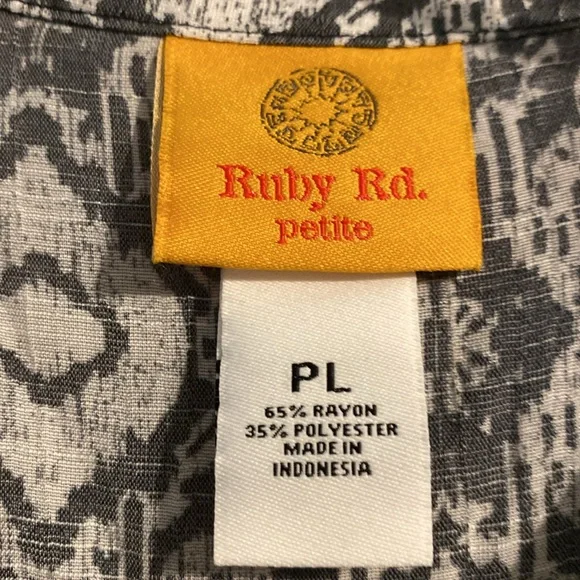 Ruby Rd.
petite
PL
65% RAYON
35% POLYESTER
MADE IN
INDONESIA